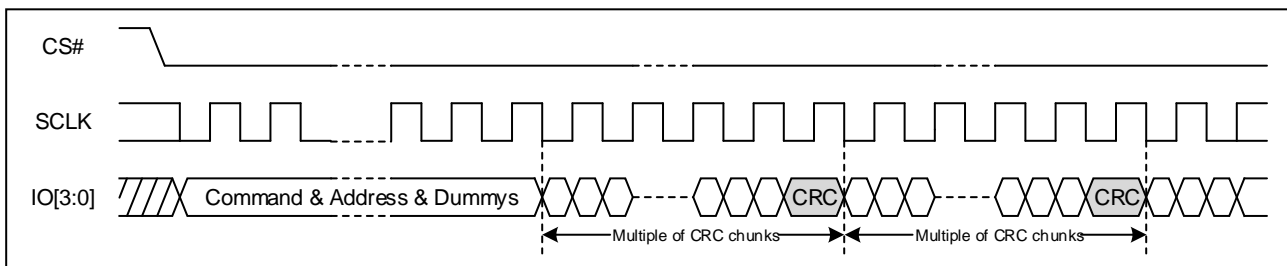 CS#
SCLK
IO[3:0]
Command & Address & Dummys
CRC
CRC
Multiple of CRC chunks
Multiple of CRC chunks